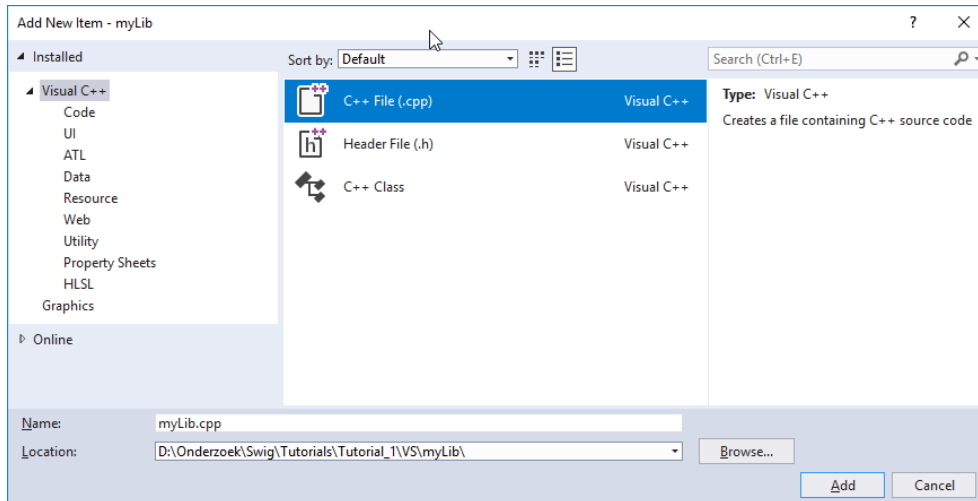 Add New Item - myLib
? ×
Installed
Sort by: Default
Search (Ctrl+E)
Visual C++
Code
UI
ATL
Data
Resource
Web
Utility
Property Sheets
HLSL
Graphics
Online
C++ File (.cpp) Visual C++
Header File (.h) Visual C++
C++ Class Visual C++
Type: Visual C++
Creates a file containing C++ source code
Name: myLib.cpp
Location: D:\Onderzoek\Swig\Tutorials\Tutorial_1\VS\myLib\
Browse...
Add Cancel